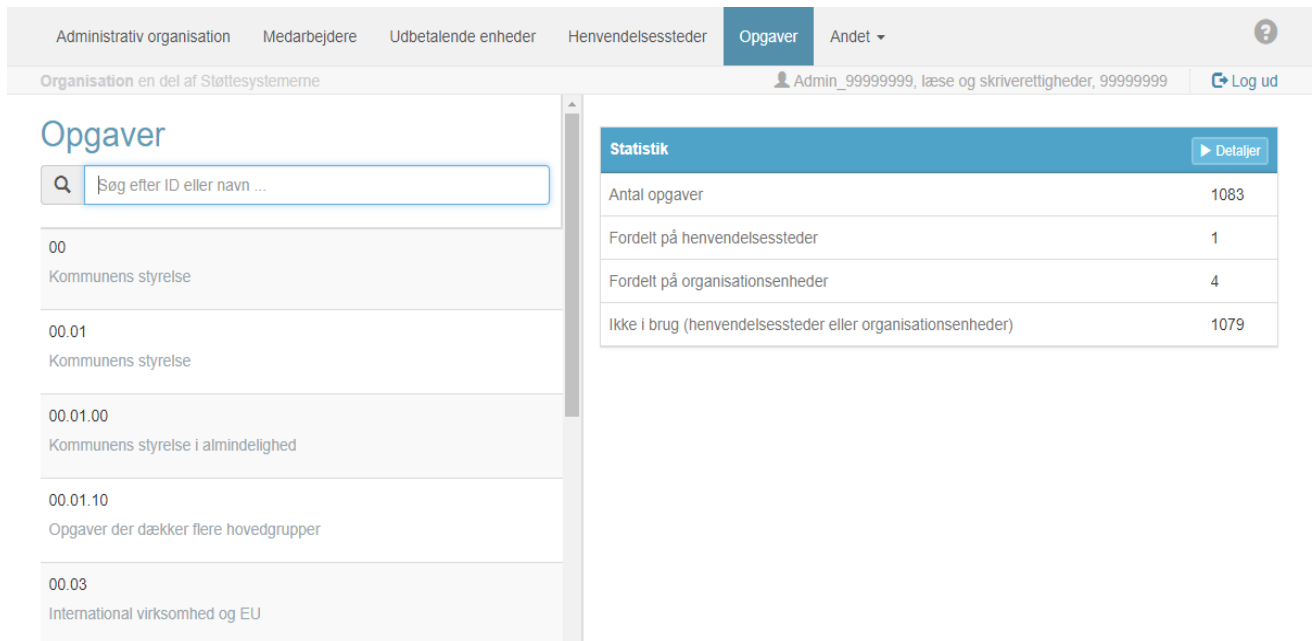 Administrativ organisation Medarbejdere Udbetalende enheder Henvendelsessteder Opgaver Andet
Organisation en del af Støttesystemerne Admin_99999999, læse og skriverettigheder, 99999999 Log ud
Opgaver
Søg efter ID eller navn ...
00
Kommunens styrelse
00.01
Kommunens styrelse
00.01.00
Kommunens styrelse i almindelighed
00.01.10
Opgaver der dækker flere hovedgrupper
00.03
International virksomhed og EU
Statistik Detaljer
Antal opgaver 1083
Fordelt på henvendelsessteder 1
Fordelt på organisationsenheder 4
Ikke i brug (henvendelsessteder eller organisationsenheder) 1079